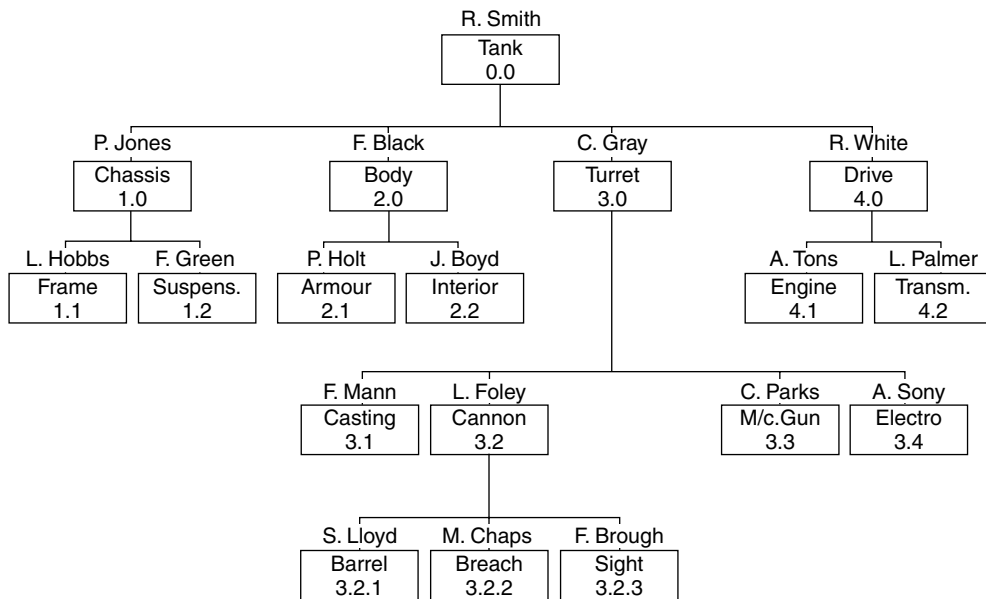 R. Smith
Tank
0.0
P. Jones
Chassis
1.0
F. Black
Body
2.0
C. Gray
Turret
3.0
R. White
Drive
4.0
L. Hobbs
Frame
1.1
F. Green
Suspens.
1.2
P. Holt
Armour
2.1
J. Boyd
Interior
2.2
A. Tons
Engine
4.1
L. Palmer
Transm.
4.2
F. Mann
Casting
3.1
L. Foley
Cannon
3.2
C. Parks
M/c.Gun
3.3
A. Sony
Electro
3.4
S. Lloyd
Barrel
3.2.1
M. Chaps
Breach
3.2.2
F. Brough
Sight
3.2.3